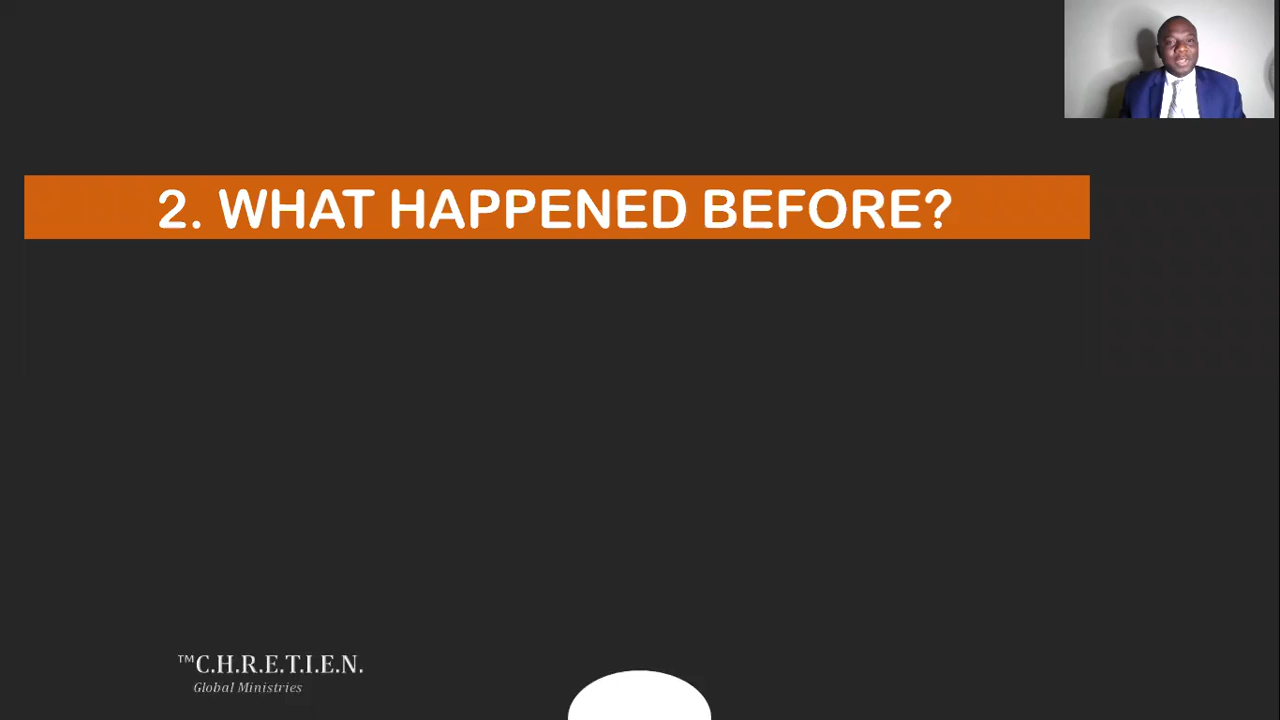 2. WHAT HAPPENED BEFORE?
™C.H.R.E.T.I.E.N.
Global Ministries